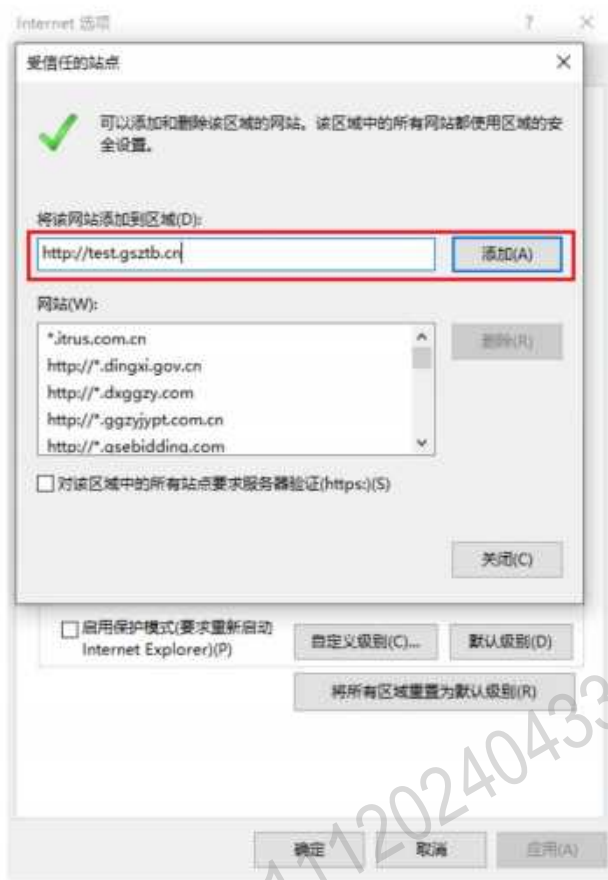 Internet 选项 ? ×
受信任的站点 ×
可以添加和删除该区域的网站。该区域中的所有网站都使用区域的安
全设置。
将该网站添加到区域(D):
http://test.gsztb.cn 添加(A)
网站(W):
*.itrus.com.cn 删除(R)
http://*.dingxi.gov.cn
http://*.dxggzy.com
http://*.ggzyjypt.com.cn
http://*.gsebidding.com
对该区域中的所有站点要求服务器验证(https:)(S)
关闭(C)
启用保护模式(要求重新启动
Internet Explorer)(P) 自定义级别(C)... 默认级别(D)
将所有区域重置为默认级别(R)
确定 取消 应用(A)
11120240433